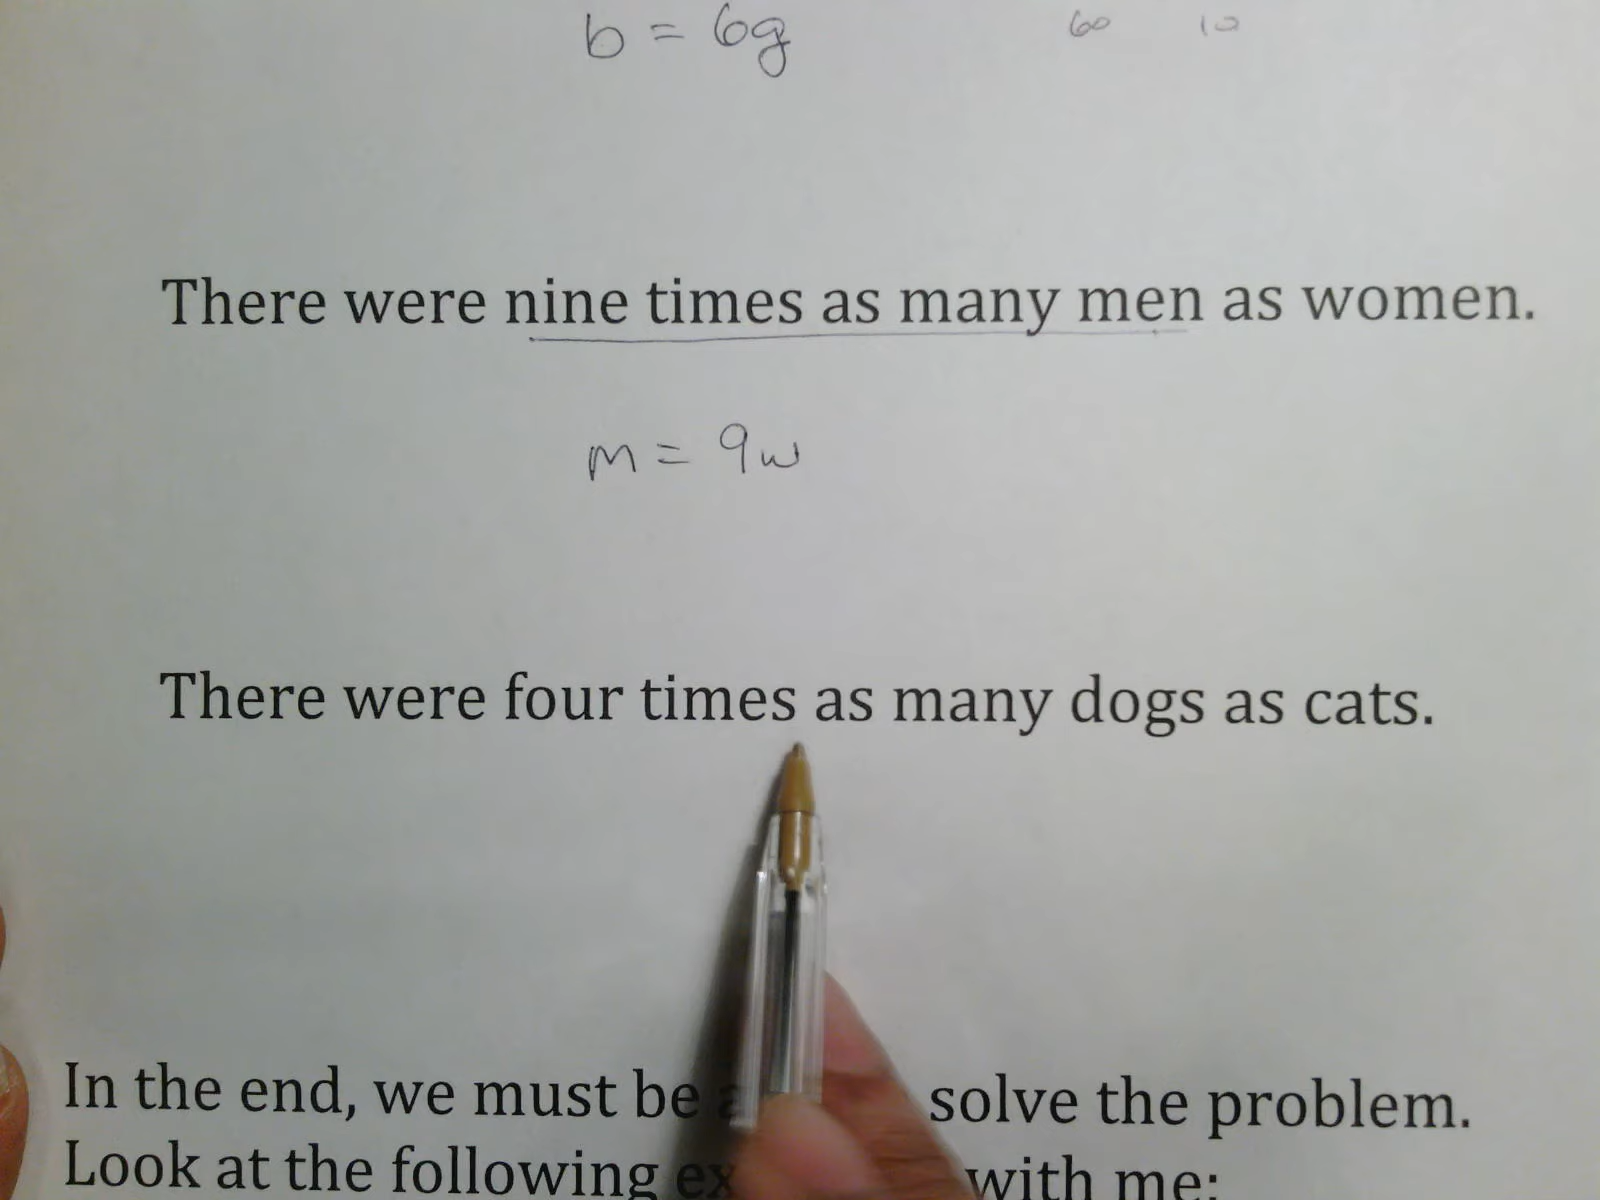 b = 6g 60 10
There were nine times as many men as women.
m = 9w
There were four times as many dogs as cats.
In the end, we must be solve the problem.
Look at the following with me: